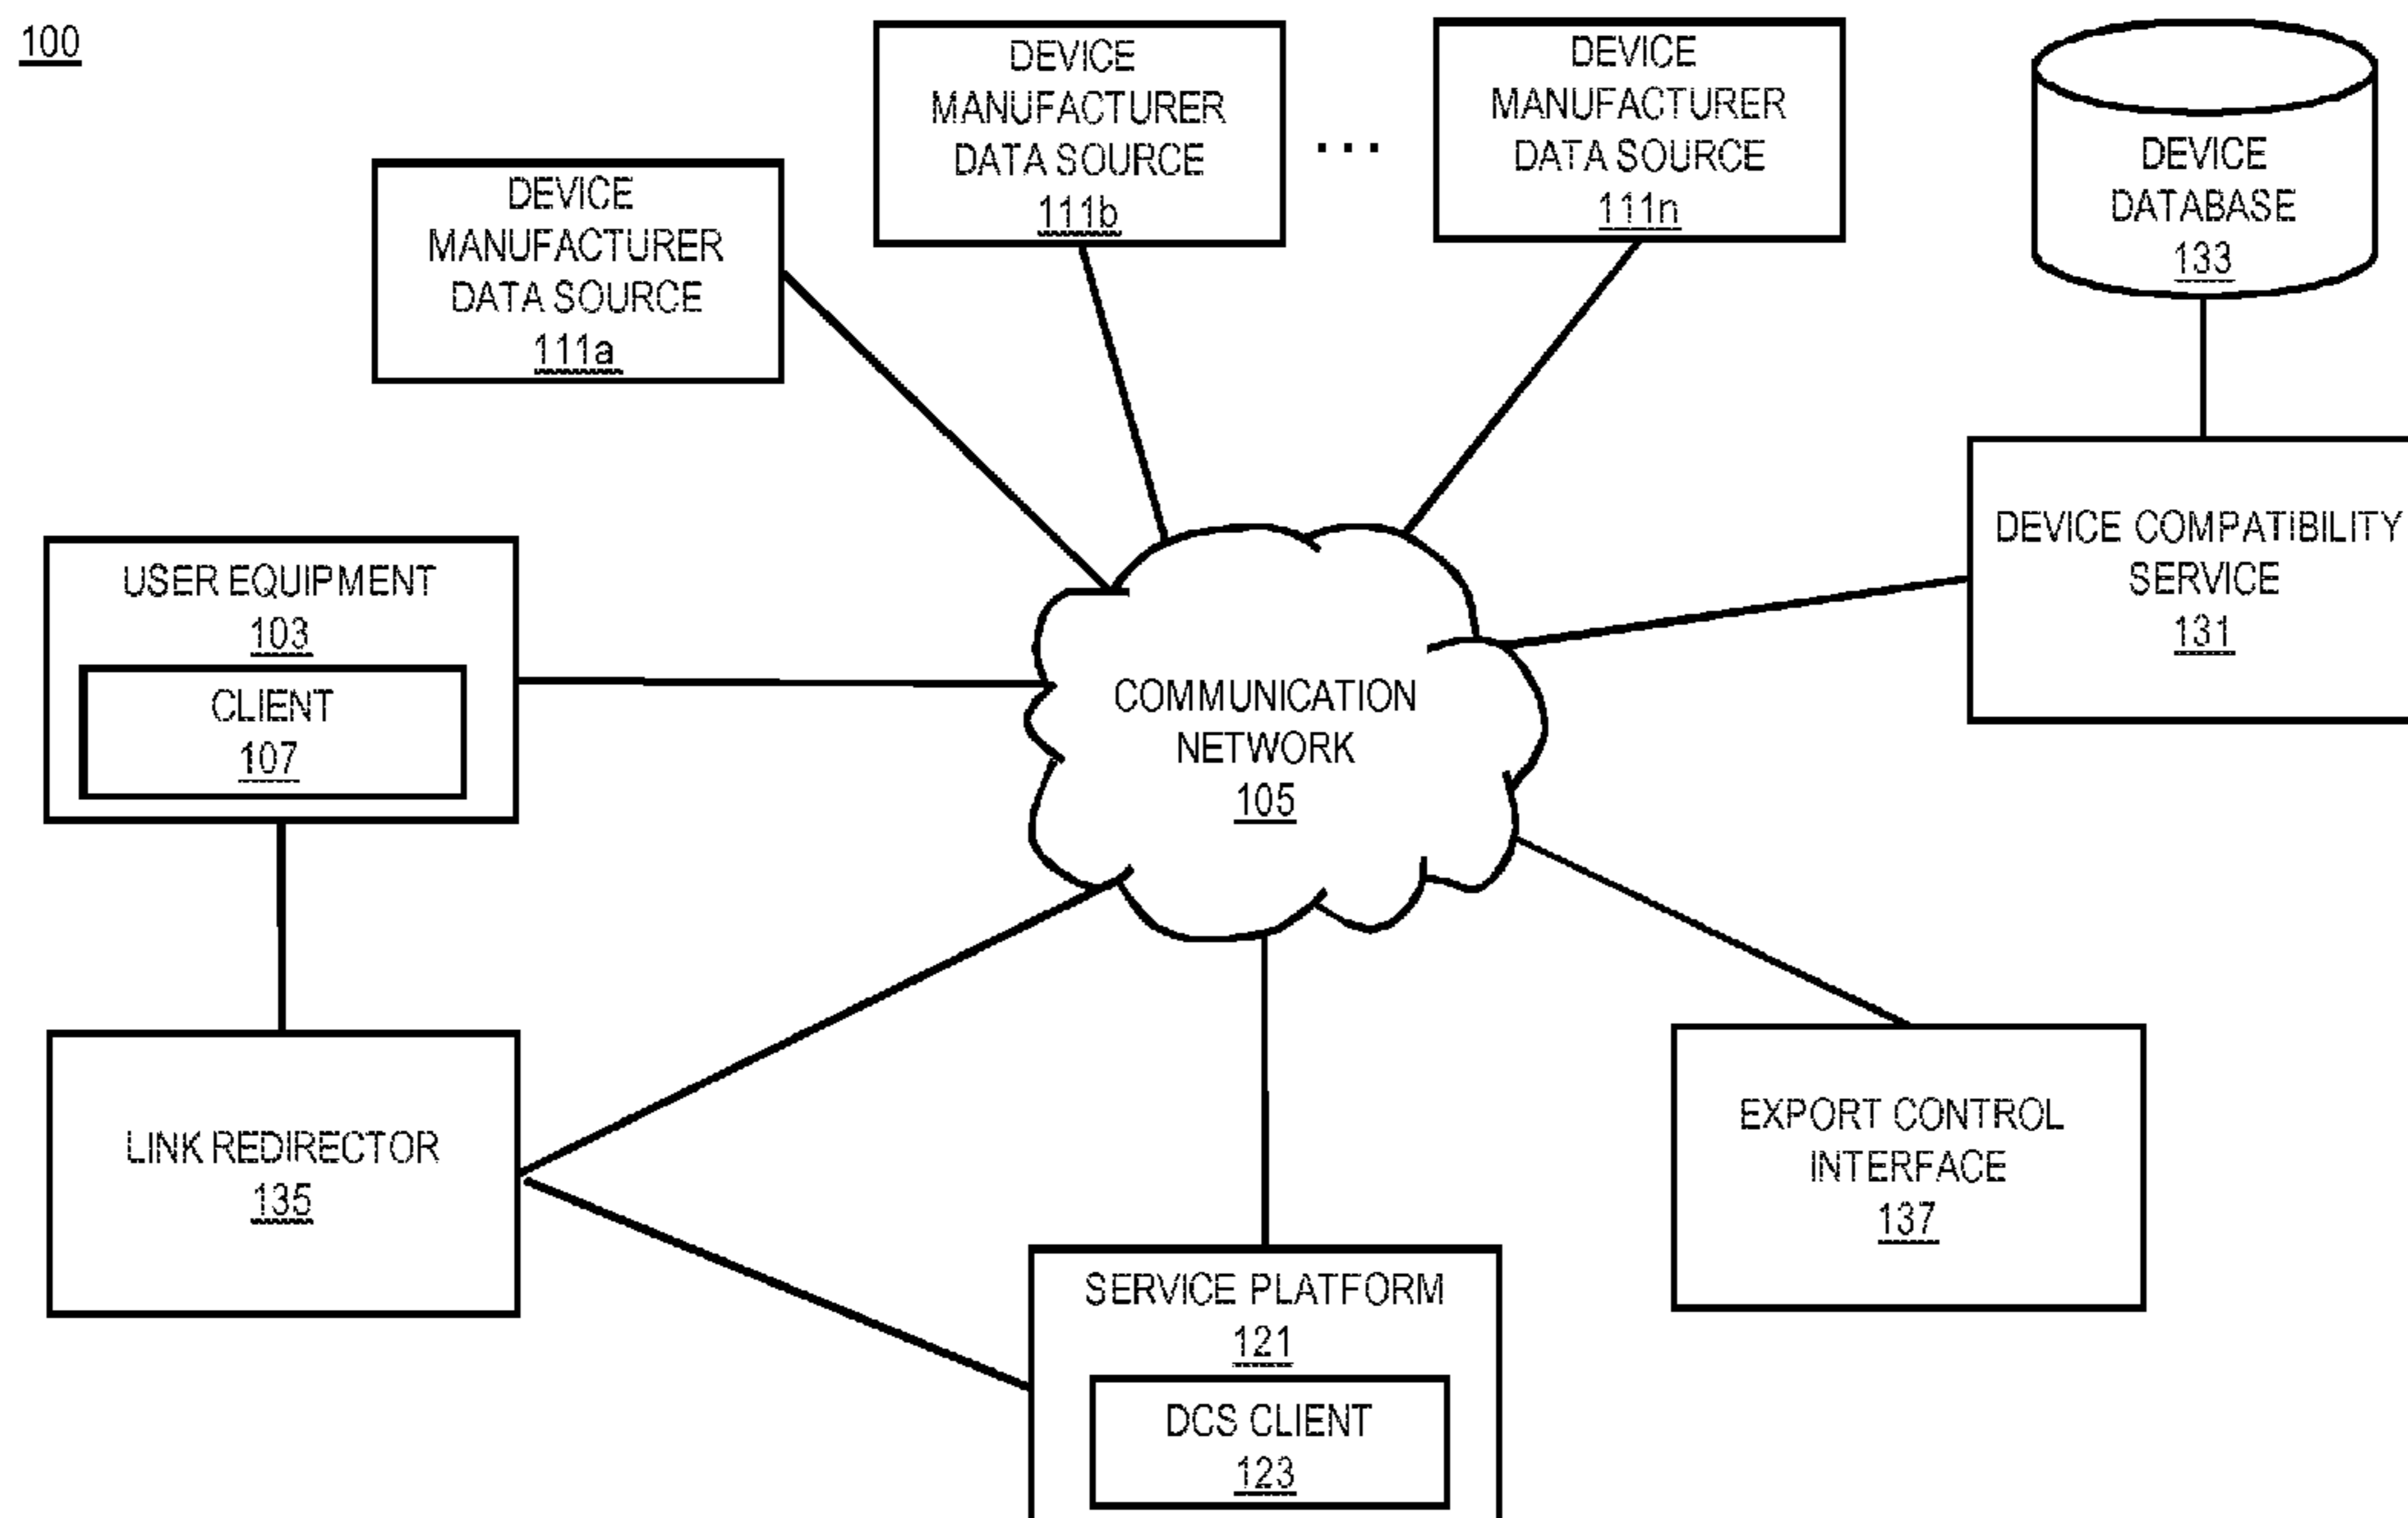 100
DEVICE
MANUFACTURER
DATA SOURCE
111a
DEVICE
MANUFACTURER
DATA SOURCE
111b
...
DEVICE
MANUFACTURER
DATA SOURCE
111n
DEVICE
DATABASE
133
DEVICE COMPATIBILITY
SERVICE
131
USER EQUIPMENT
103
CLIENT
107
COMMUNICATION
NETWORK
105
LINK REDIRECTOR
135
EXPORT CONTROL
INTERFACE
137
SERVICE PLATFORM
121
DCS CLIENT
123